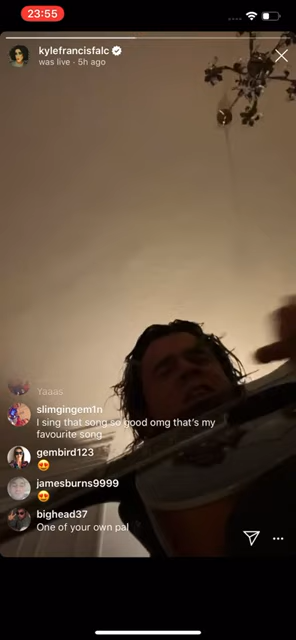 23:55
kylefrancisfalc
was live · 5h ago
Yaaas
slimgingem1n
I sing that song so good omg that's my
favourite song
gembird123
😍
jamesburns9999
😍
bighead37
One of your own pal